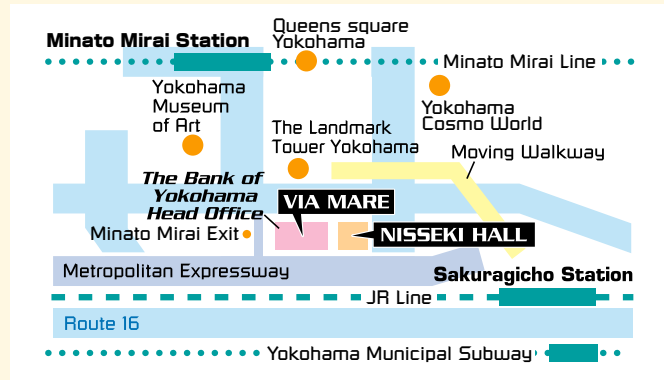 Queens square
Yokohama
Minato Mirai Station
Minato Mirai Line
Yokohama
Museum
of Art
Yokohama
Cosmo World
The Landmark
Tower Yokohama
Moving Walkway
The Bank of
Yokohama
Head Office
VIA MARE
Minato Mirai Exit
NISSEKI HALL
Metropolitan Expressway
Sakuragicho Station
JR Line
Route 16
Yokohama Municipal Subway